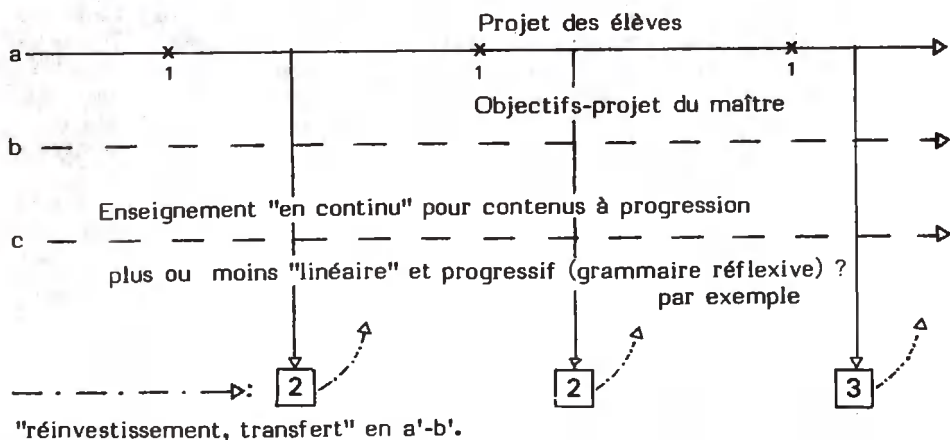 Projet des élèves
a
1 1 1
Objectifs-projet du maître
b
Enseignement "en continu" pour contenus à progression
c
plus ou moins "linéaire" et progressif (grammaire réflexive) ?
par exemple
: 2 2 3
"réinvestissement, transfert" en a'-b'.